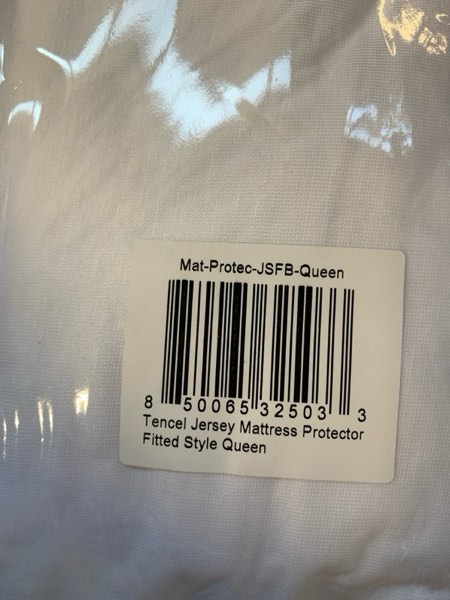 Mat-Protec-JSFB-Queen
8 50065 32503 3
Tencel Jersey Mattress Protector
Fitted Style Queen